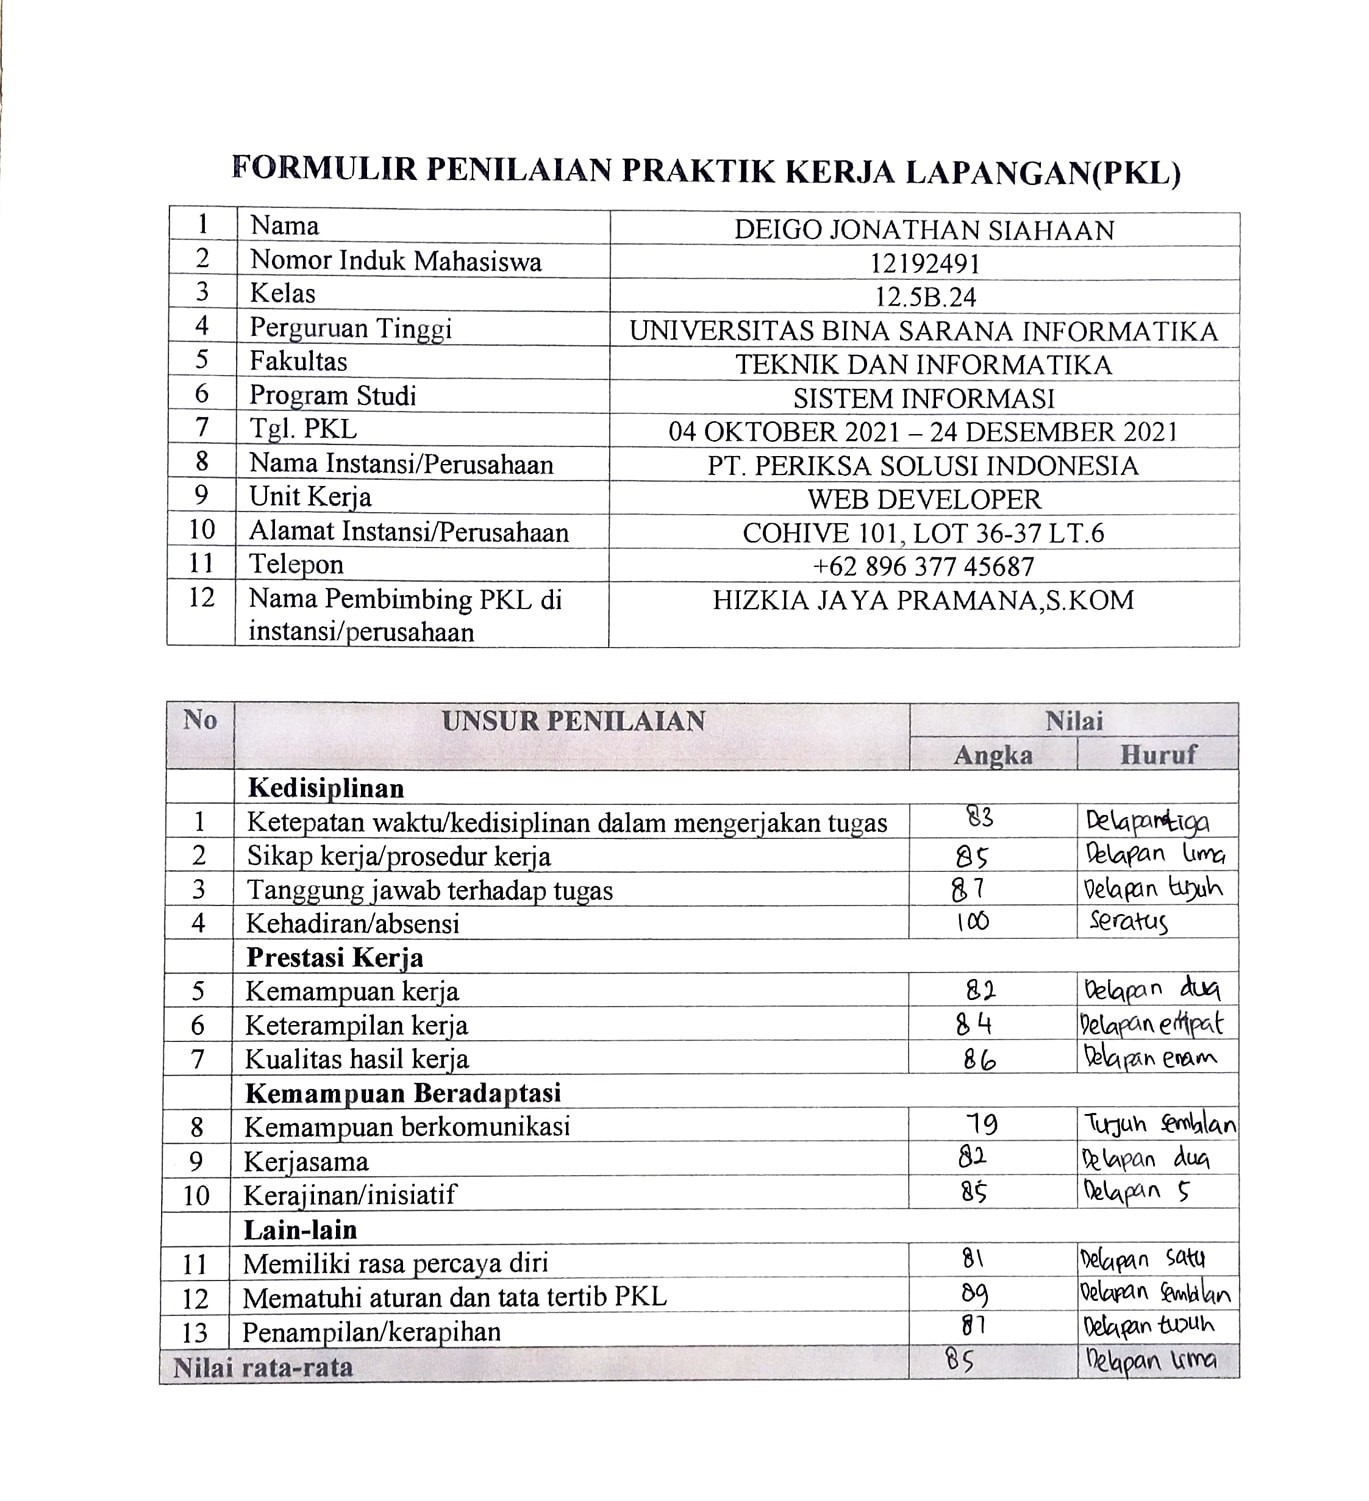 FORMULIR PENILAIAN PRAKTIK KERJA LAPANGAN(PKL)
1 Nama DEIGO JONATHAN SIAHAAN
2 Nomor Induk Mahasiswa 12192491
3 Kelas 12.5B.24
4 Perguruan Tinggi UNIVERSITAS BINA SARANA INFORMATIKA
5 Fakultas TEKNIK DAN INFORMATIKA
6 Program Studi SISTEM INFORMASI
7 Tgl. PKL 04 OKTOBER 2021 – 24 DESEMBER 2021
8 Nama Instansi/Perusahaan PT. PERIKSA SOLUSI INDONESIA
9 Unit Kerja WEB DEVELOPER
10 Alamat Instansi/Perusahaan COHIVE 101, LOT 36-37 LT.6
11 Telepon +62 896 377 45687
12 Nama Pembimbing PKL di HIZKIA JAYA PRAMANA,S.KOM
instansi/perusahaan
No UNSUR PENILAIAN Nilai
Angka Huruf
Kedisiplinan
1 Ketepatan waktu/kedisiplinan dalam mengerjakan tugas 83 Delapan tiga
2 Sikap kerja/prosedur kerja 85 Delapan lima
3 Tanggung jawab terhadap tugas 87 Delapan tujuh
4 Kehadiran/absensi 100 Seratus
Prestasi Kerja
5 Kemampuan kerja 82 Delapan dua
6 Keterampilan kerja 84 Delapan empat
7 Kualitas hasil kerja 86 Delapan enam
Kemampuan Beradaptasi
8 Kemampuan berkomunikasi 79 Tujuh sembilan
9 Kerjasama 82 Delapan dua
10 Kerajinan/inisiatif 85 Delapan 5
Lain-lain
11 Memiliki rasa percaya diri 81 Delapan satu
12 Mematuhi aturan dan tata tertib PKL 89 Delapan sembilan
13 Penampilan/kerapihan 87 Delapan tujuh
Nilai rata-rata 85 Delapan lima